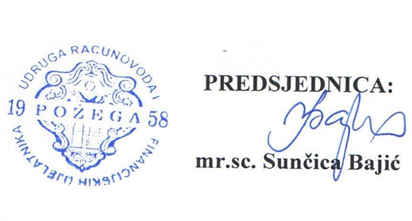 UDRUGA RAČUNOVOĐA I
FINANCIJSKIH DJELATNIKA
19 POŽEGA 58
PREDSJEDNICA:
mr.sc. Sunčica Bajić